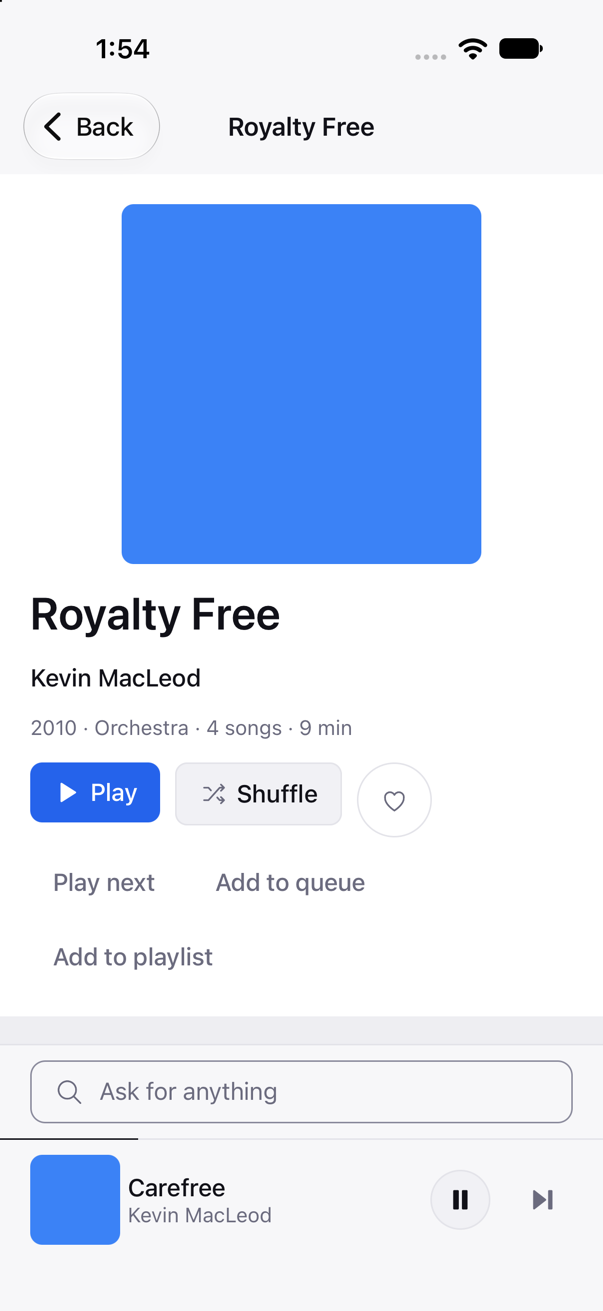 1:54
Back
Royalty Free
Royalty Free
Kevin MacLeod
2010 · Orchestra · 4 songs · 9 min
Play
Shuffle
Play next
Add to queue
Add to playlist
Ask for anything
Carefree
Kevin MacLeod